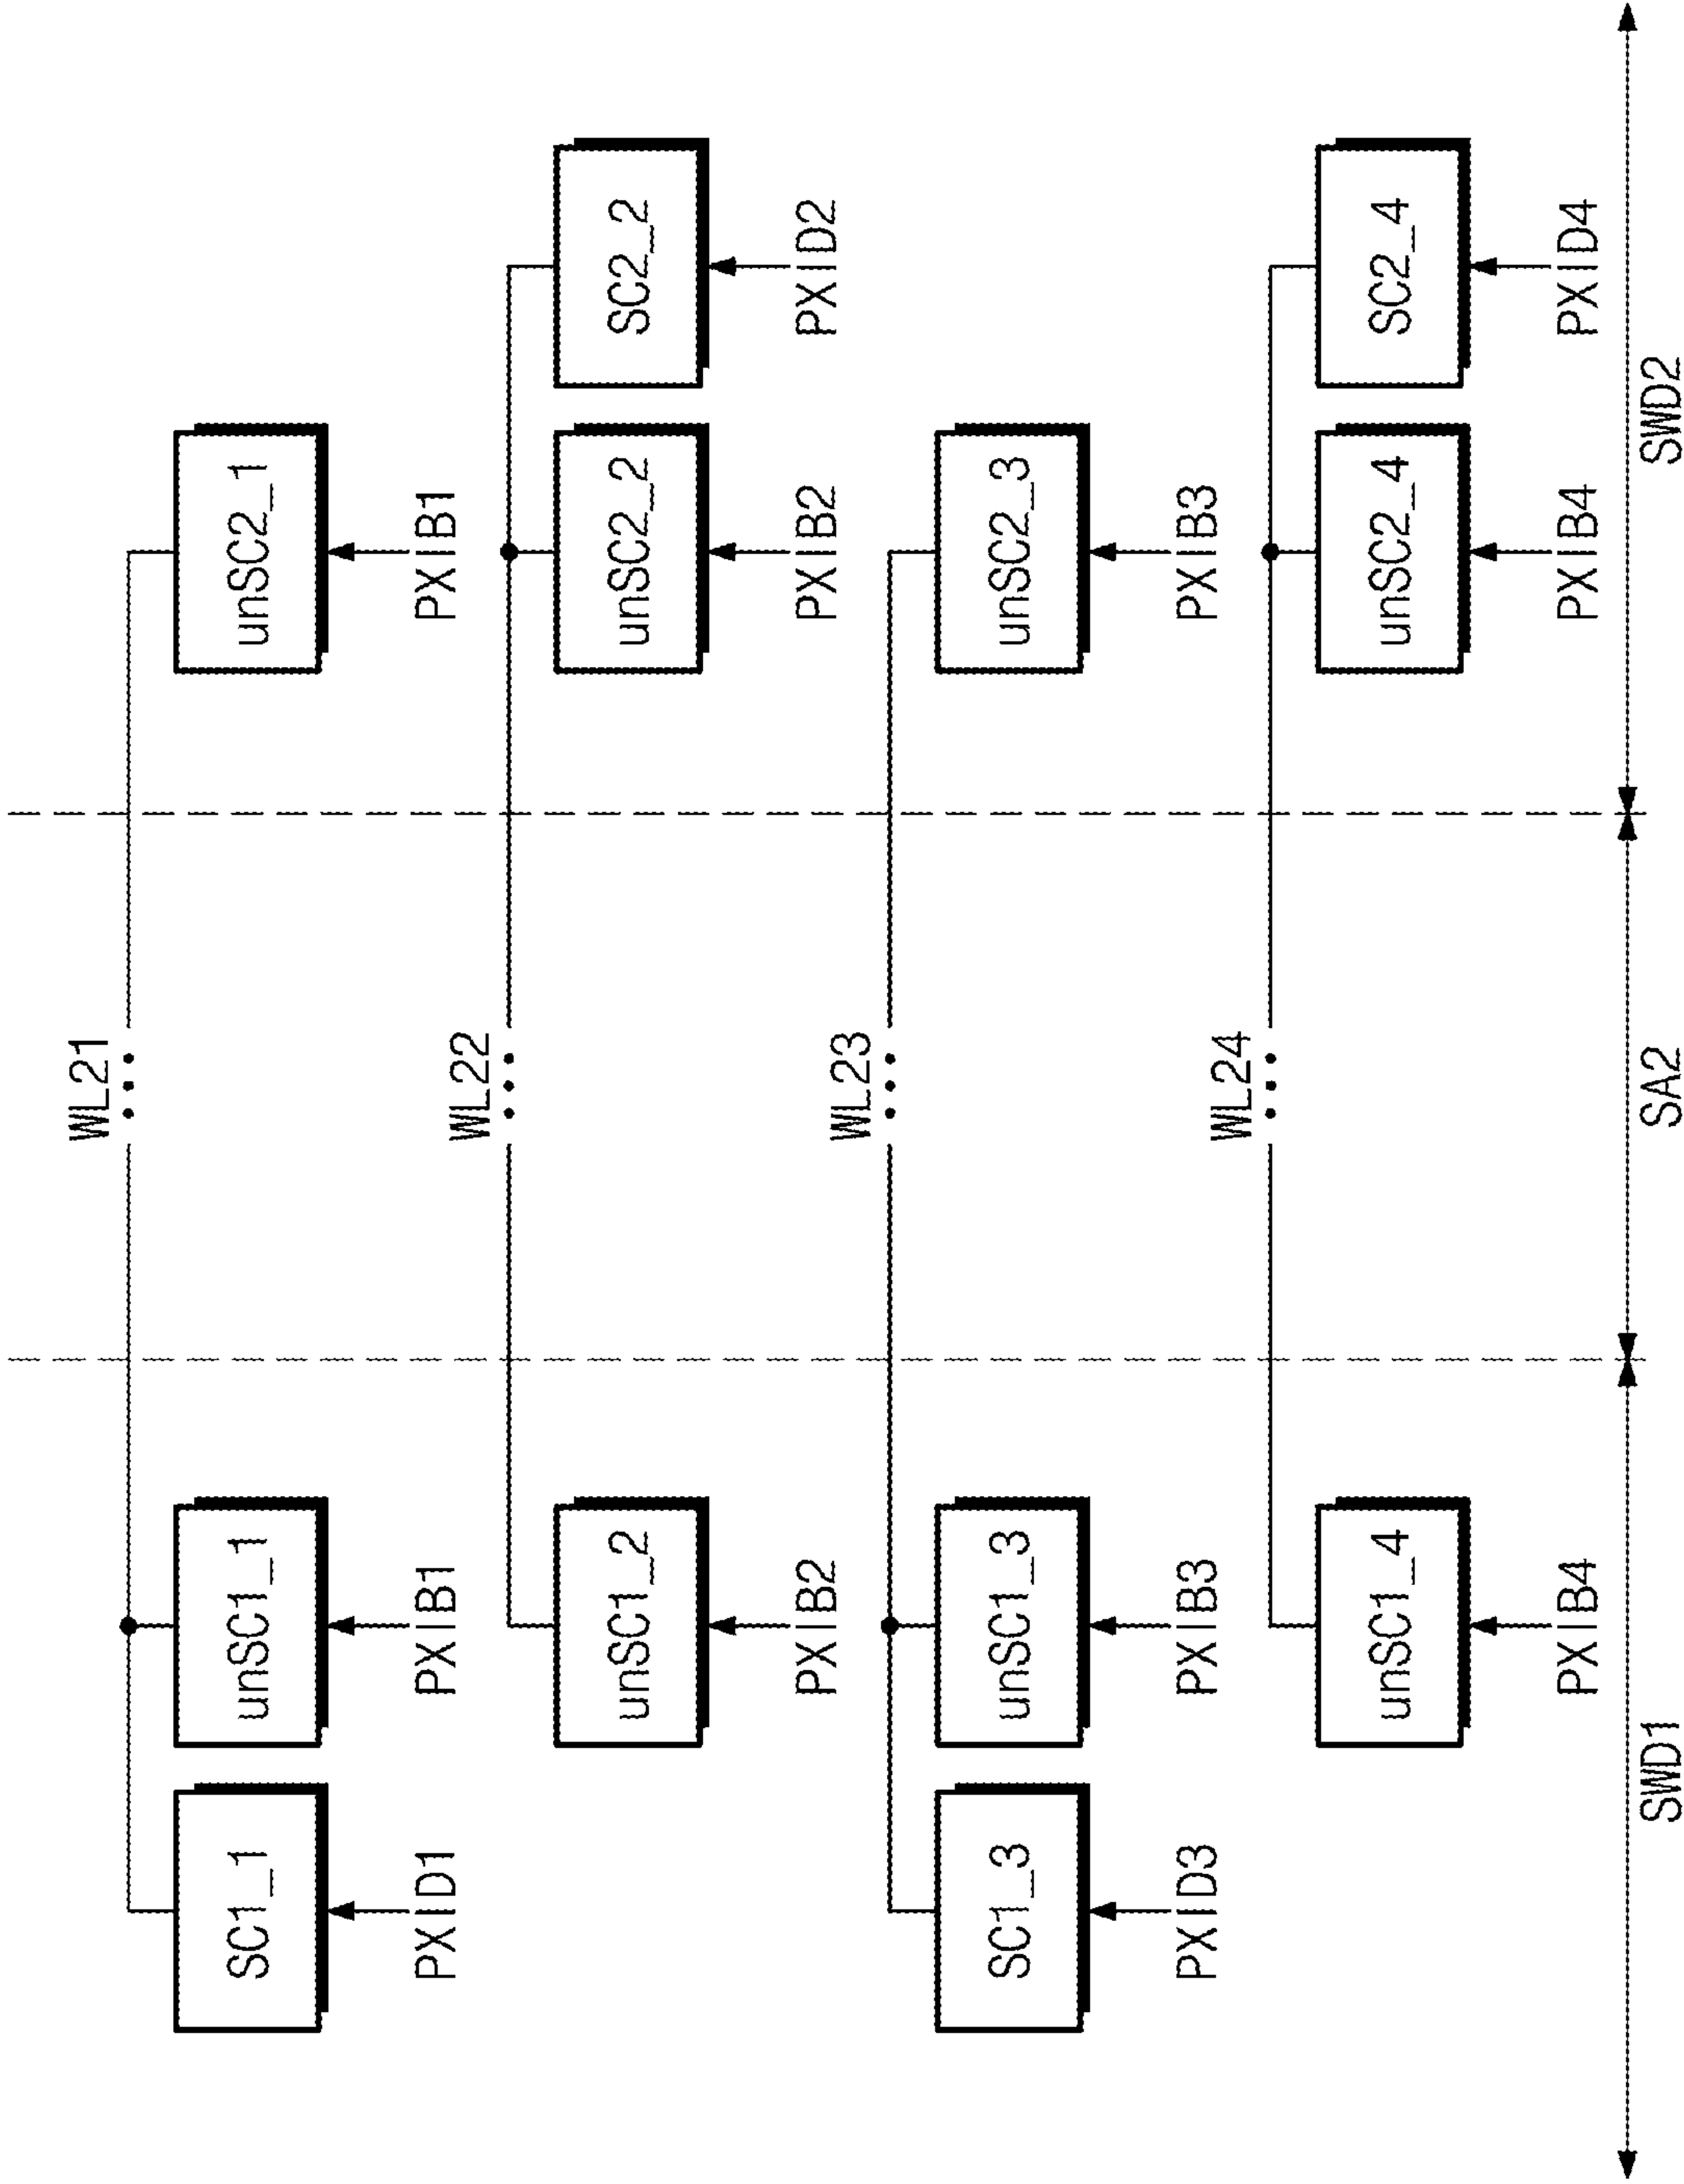 WL21
SC1_1
unSC1_1
unSC2_1
PXID1
PXIB1
PXIB1
WL22
unSC1_2
unSC2_2
SC2_2
PXIB2
PXIB2
PXID2
WL23
SC1_3
unSC1_3
unSC2_3
PXID3
PXIB3
PXIB3
WL24
unSC1_4
unSC2_4
SC2_4
PXIB4
PXIB4
PXID4
SWD1
SA2
SWD2